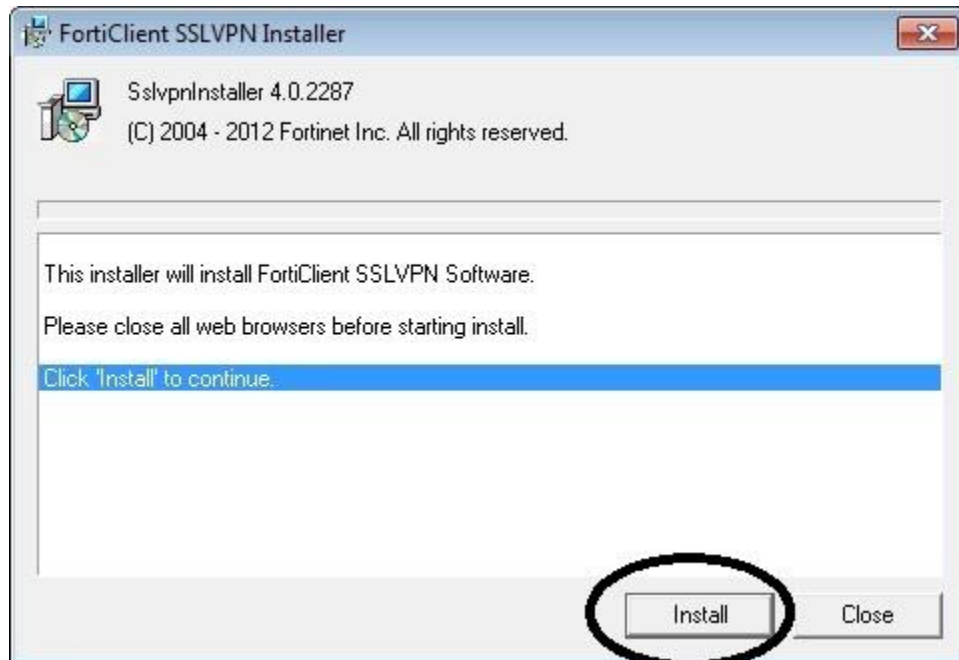 FortiClient SSLVPN Installer
SslvpnInstaller 4.0.2287
(C) 2004 - 2012 Fortinet Inc. All rights reserved.
This installer will install FortiClient SSLVPN Software.
Please close all web browsers before starting install.
Click 'Install' to continue.
Install
Close